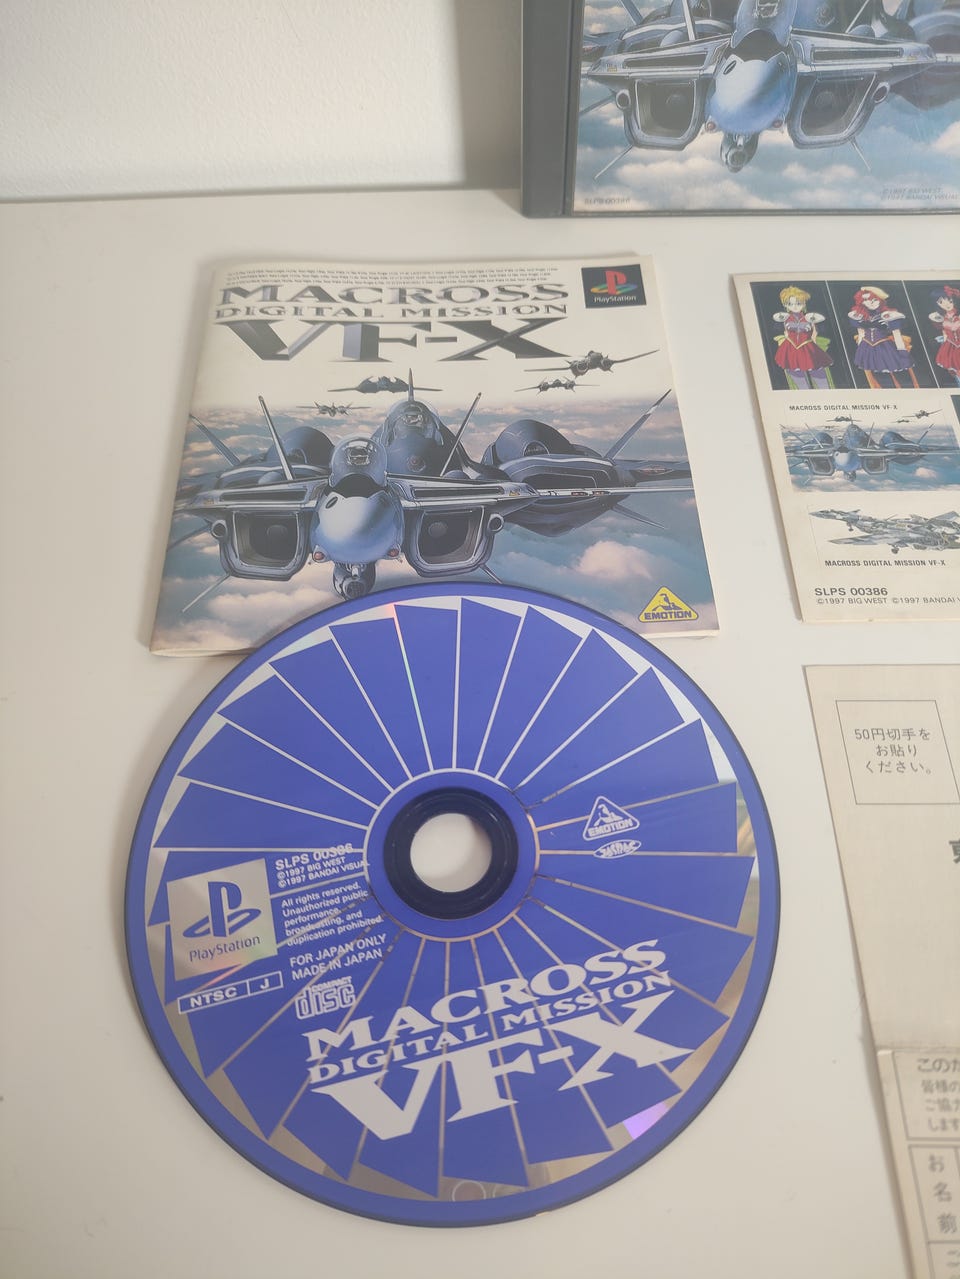 SLPS 00386
©1997 BIG WEST
©1997 BANDAI VISUAL
MACROSS
DIGITAL MISSION
VF-X
PlayStation
EMOTION
MACROSS DIGITAL MISSION VF-X
MACROSS DIGITAL MISSION VF-X
SLPS 00386
©1997 BIG WEST ©1997 BANDAI
50円切手を
お貼り
ください。
EMOTION
JASRAC
SLPS 00386
©1997 BIG WEST
©1997 BANDAI VISUAL
All rights reserved.
Unauthorized public
performance,
broadcasting, and
duplication prohibited.
PlayStation
FOR JAPAN ONLY
MADE IN JAPAN
NTSC J
COMPACT
disc
MACROSS
DIGITAL MISSION
VF-X
このカ
皆様の
ご協力
します
お
名
前